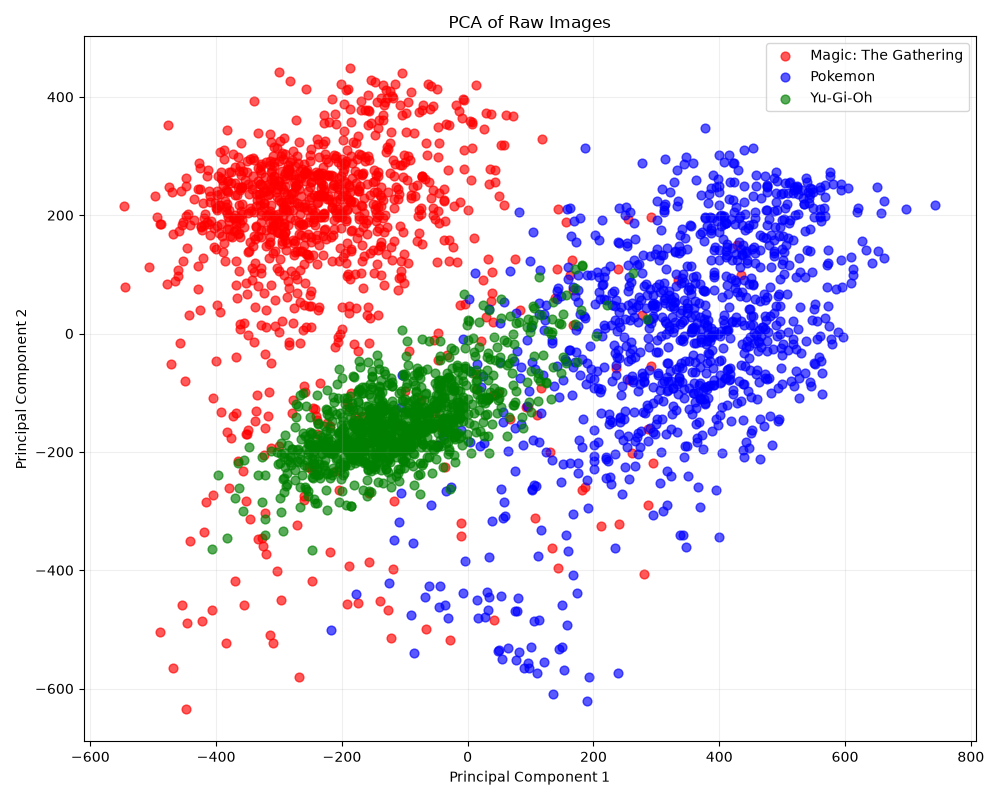 PCA of Raw Images
Magic: The Gathering
Pokemon
Yu-Gi-Oh
400
200
0
−200
−400
−600
Principal Component 2
−600
−400
−200
0
200
400
600
800
Principal Component 1